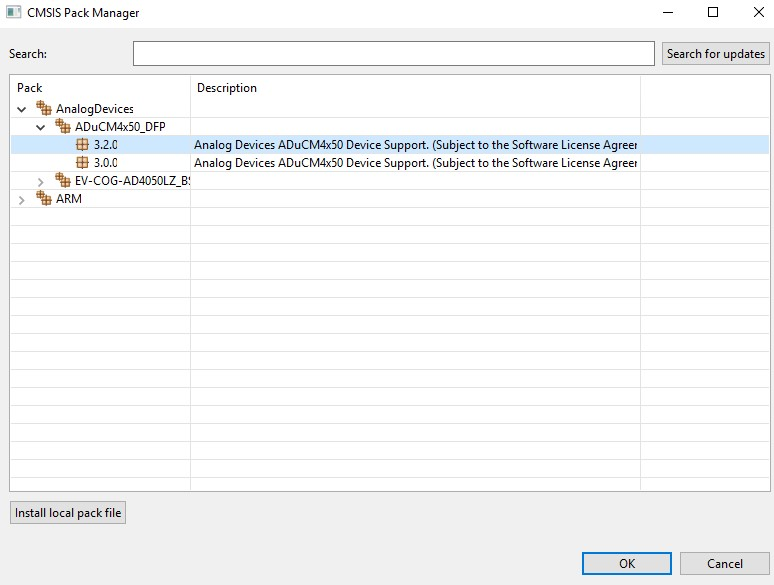 CMSIS Pack Manager
Search:
Search for updates
Pack Description
AnalogDevices
ADuCM4x50_DFP
3.2.0 Analog Devices ADuCM4x50 Device Support. (Subject to the Software License Agreer
3.0.0 Analog Devices ADuCM4x50 Device Support. (Subject to the Software License Agreer
EV-COG-AD4050LZ_BS
ARM
Install local pack file
OK Cancel